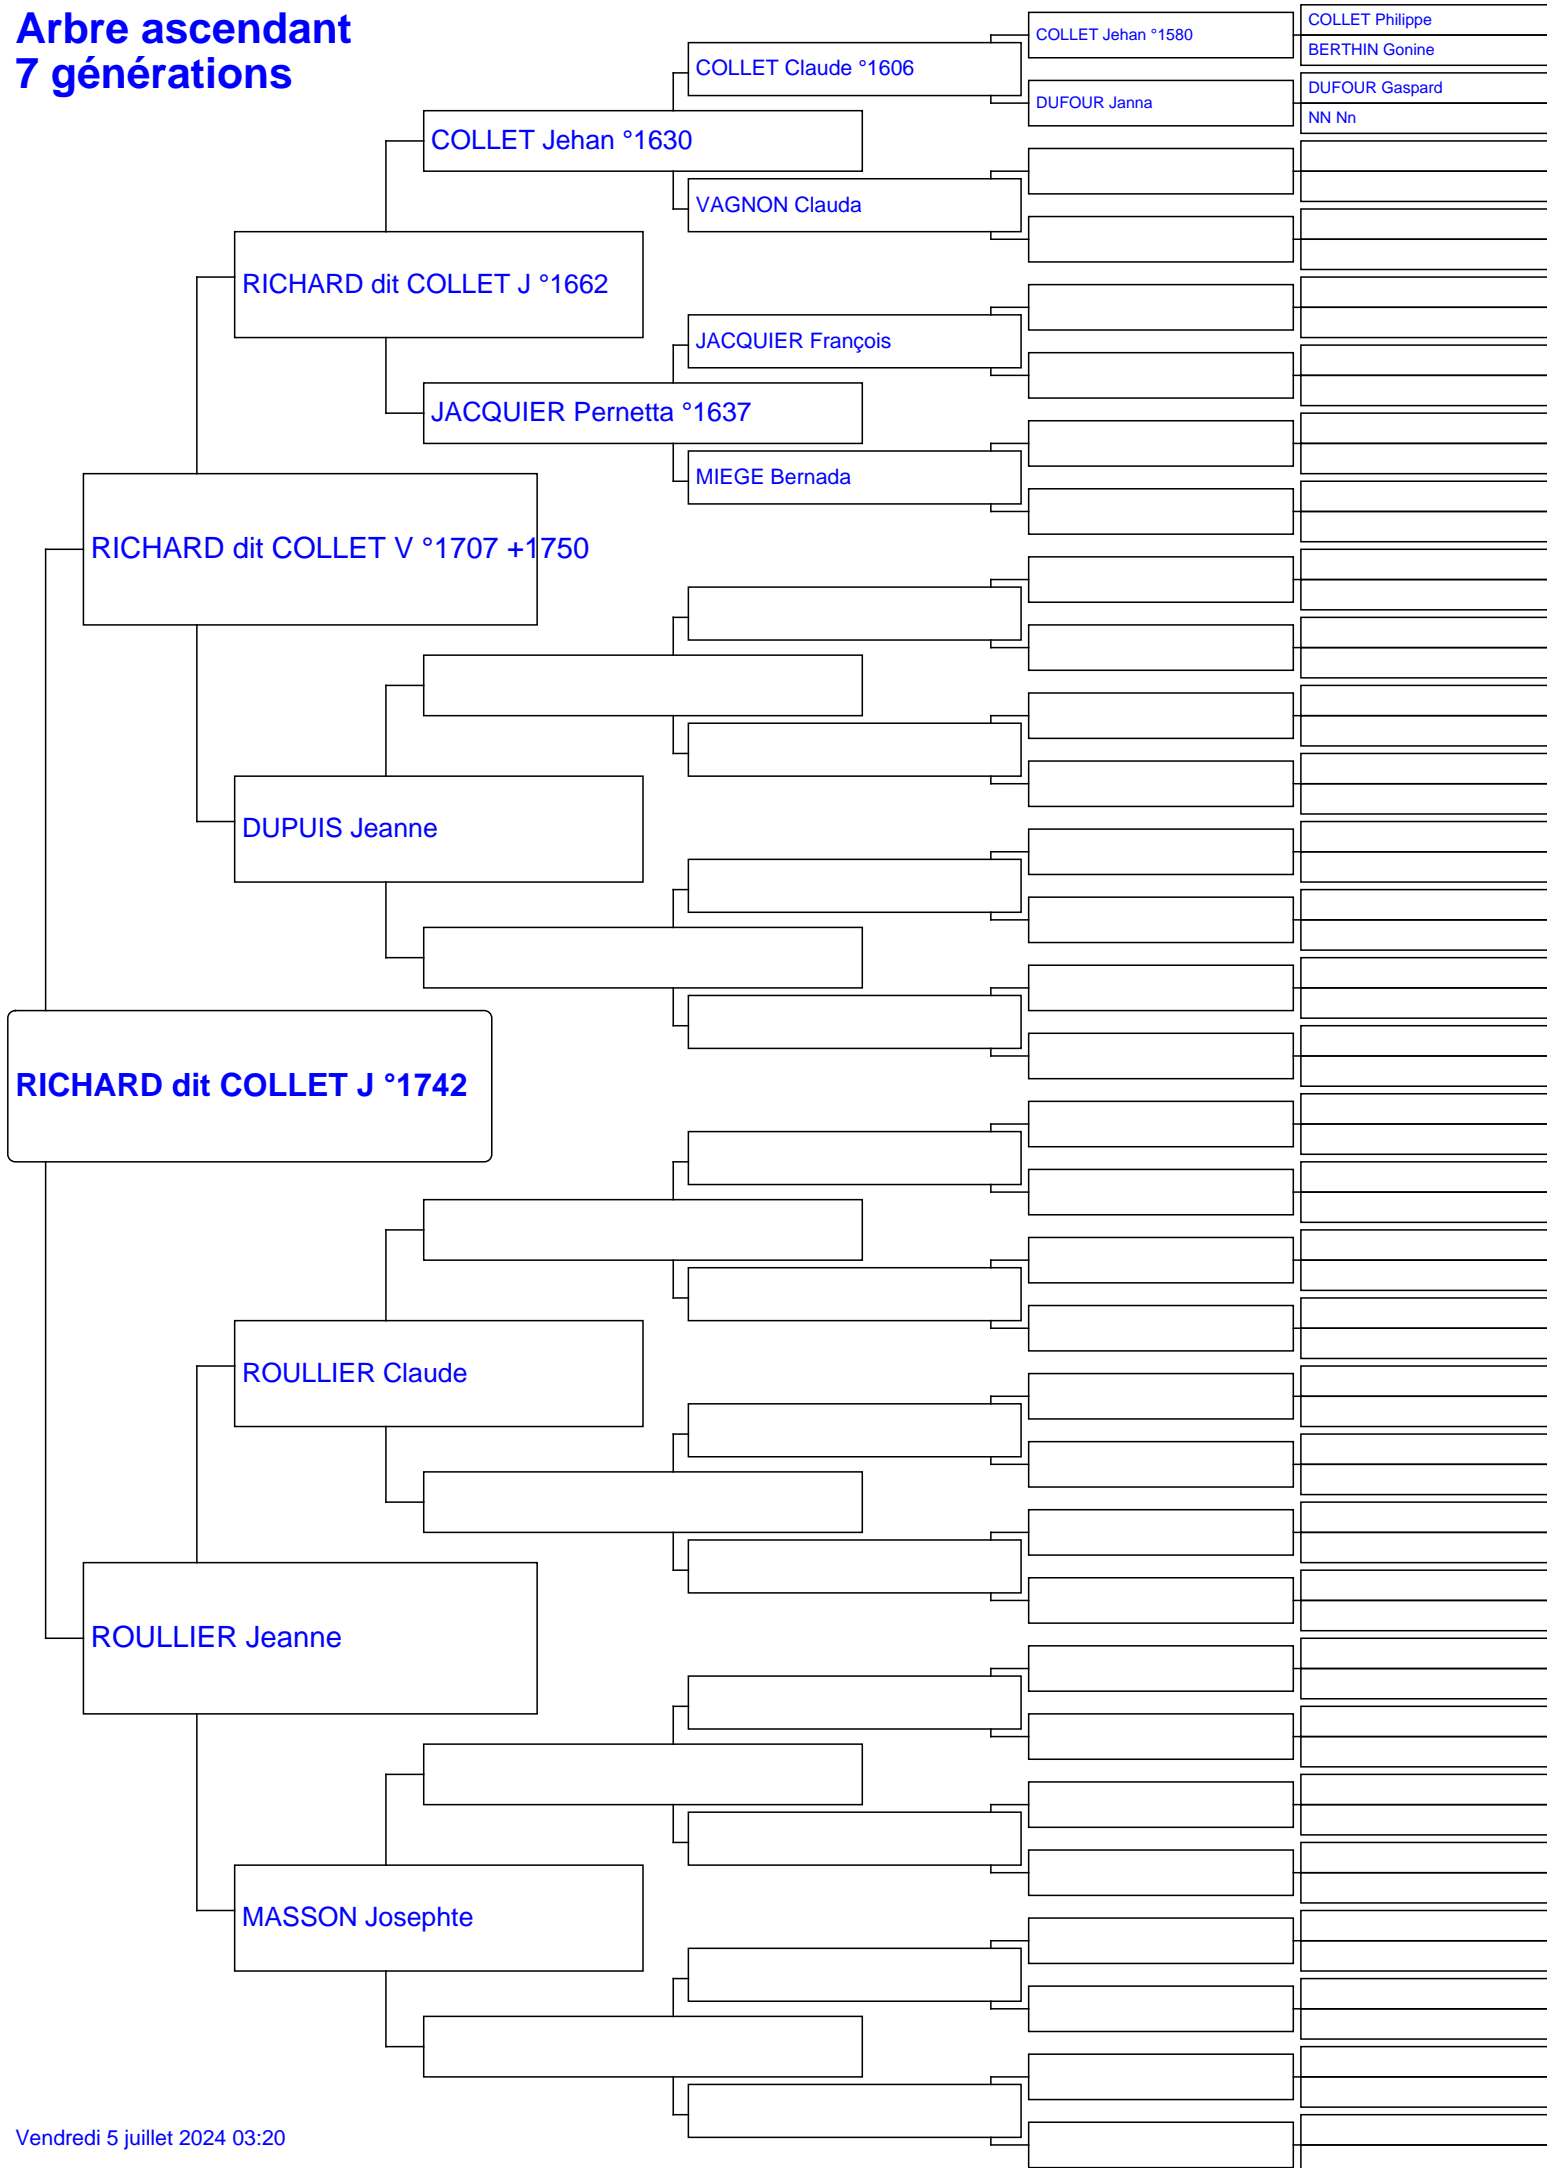 Arbre ascendant
7 générations
COLLET Philippe
COLLET Jehan °1580
BERTHIN Gonine
COLLET Claude °1606
DUFOUR Gaspard
DUFOUR Janna
NN Nn
COLLET Jehan °1630
VAGNON Clauda
RICHARD dit COLLET J °1662
JACQUIER François
JACQUIER Pernetta °1637
MIEGE Bernada
RICHARD dit COLLET V °1707 +1750
DUPUIS Jeanne
RICHARD dit COLLET J °1742
ROULLIER Claude
ROULLIER Jeanne
MASSON Josephte
Vendredi 5 juillet 2024 03:20